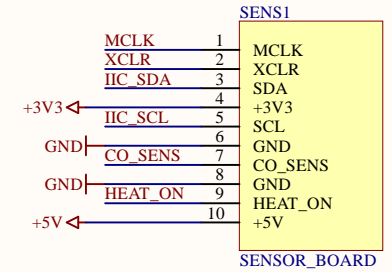 SENS1
MCLK 1 MCLK
XCLR 2 XCLR
IIC_SDA 3 SDA
+3V3 4 +3V3
IIC_SCL 5 SCL
GND 6 GND
CO_SENS 7 CO_SENS
GND 8 GND
HEAT_ON 9 HEAT_ON
+5V 10 +5V
SENSOR_BOARD